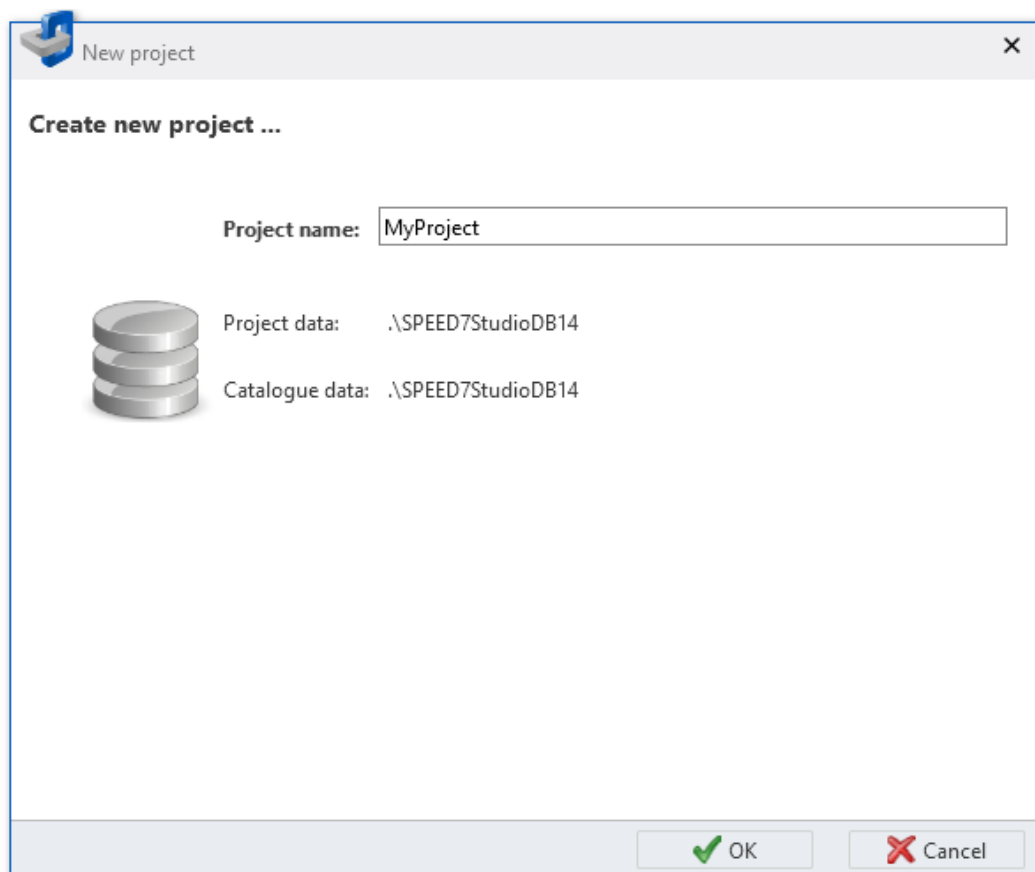 New project
Create new project ...
Project name: MyProject
Project data: .\SPEED7StudioDB14
Catalogue data: .\SPEED7StudioDB14
OK Cancel